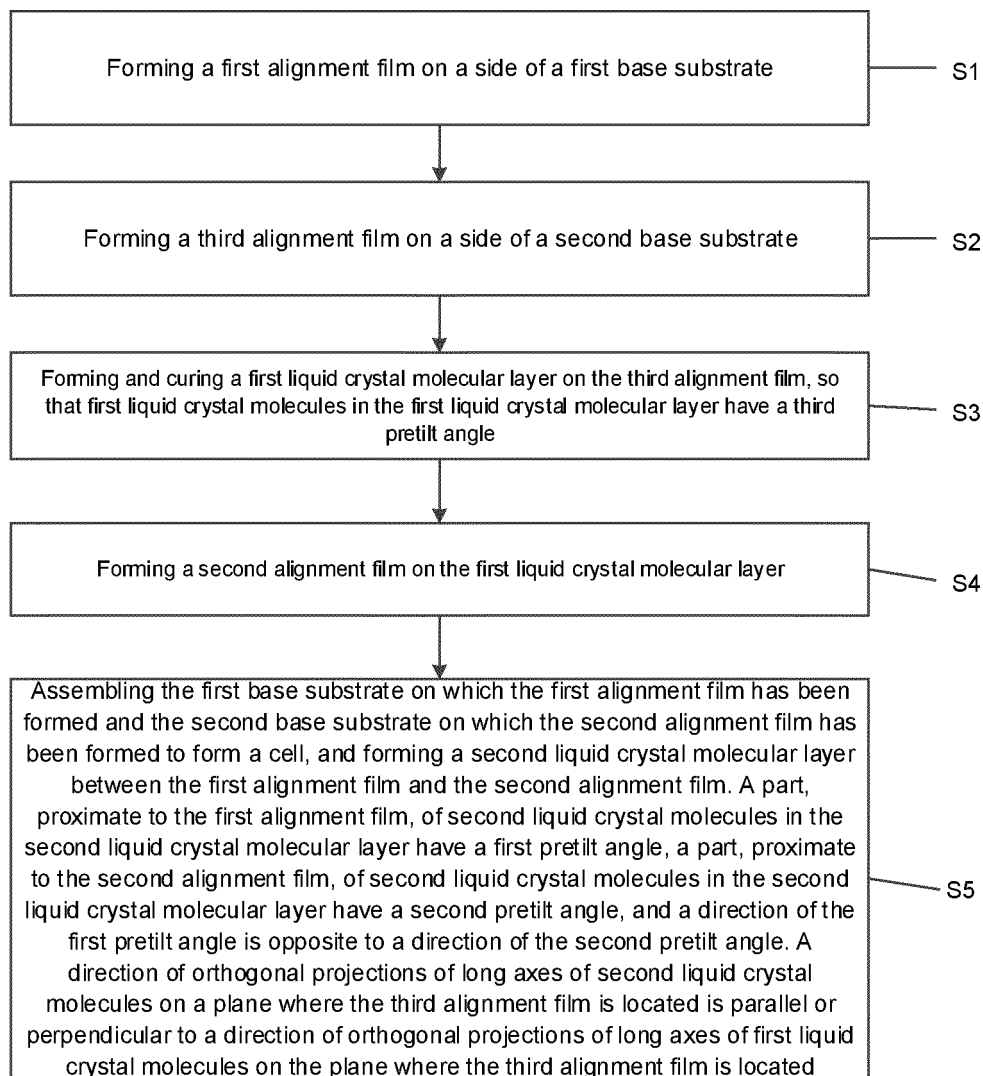 Forming a first alignment film on a side of a first base substrate
S1
Forming a third alignment film on a side of a second base substrate
S2
Forming and curing a first liquid crystal molecular layer on the third alignment film, so
that first liquid crystal molecules in the first liquid crystal molecular layer have a third
pretilt angle
S3
Forming a second alignment film on the first liquid crystal molecular layer
S4
Assembling the first base substrate on which the first alignment film has been
formed and the second base substrate on which the second alignment film has
been formed to form a cell, and forming a second liquid crystal molecular layer
between the first alignment film and the second alignment film. A part,
proximate to the first alignment film, of second liquid crystal molecules in the
second liquid crystal molecular layer have a first pretilt angle, a part, proximate
to the second alignment film, of second liquid crystal molecules in the second
liquid crystal molecular layer have a second pretilt angle, and a direction of the
first pretilt angle is opposite to a direction of the second pretilt angle. A
direction of orthogonal projections of long axes of second liquid crystal
molecules on a plane where the third alignment film is located is parallel or
perpendicular to a direction of orthogonal projections of long axes of first liquid
crystal molecules on the plane where the third alignment film is located
S5